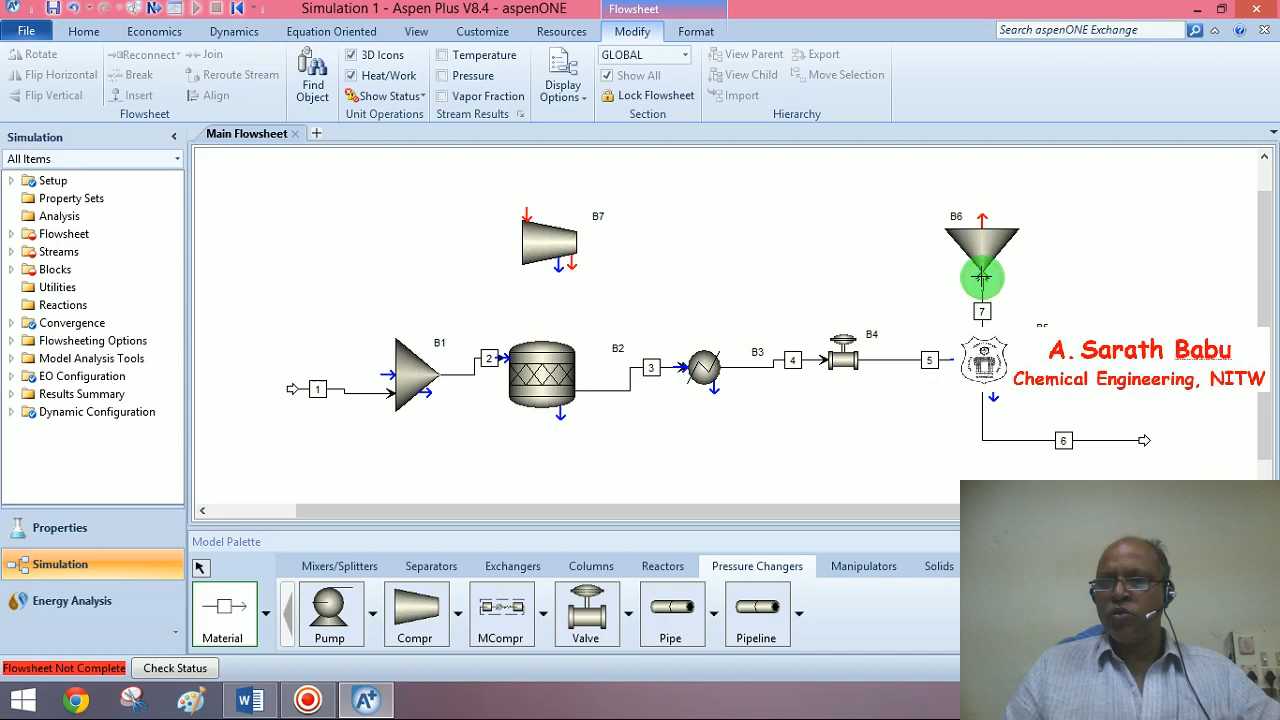 Simulation 1 - Aspen Plus V8.4 - aspenONE
Flowsheet
File
Home
Economics
Dynamics
Equation Oriented
View
Customize
Resources
Modify
Format
Search aspenONE Exchange
Rotate
Flip Horizontal
Flip Vertical
Reconnect
Break
Insert
Join
Reroute Stream
Align
Flowsheet
Find
Object
3D Icons
Heat/Work
Show Status
Unit Operations
Temperature
Pressure
Vapor Fraction
Stream Results
Display
Options
GLOBAL
Show All
Lock Flowsheet
Section
View Parent
View Child
Import
Export
Move Selection
Hierarchy
Simulation
All Items
Setup
Property Sets
Analysis
Flowsheet
Streams
Blocks
Utilities
Reactions
Convergence
Flowsheeting Options
Model Analysis Tools
EO Configuration
Results Summary
Dynamic Configuration
Properties
Simulation
Energy Analysis
Main Flowsheet
B7
B6
7
B1
1
2
B2
3
B3
4
B4
5
6
A. Sarath Babu
Chemical Engineering, NITW
Model Palette
Mixers/Splitters
Separators
Exchangers
Columns
Reactors
Pressure Changers
Manipulators
Solids
Material
Pump
Compr
MCompr
Valve
Pipe
Pipeline
Flowsheet Not Complete
Check Status